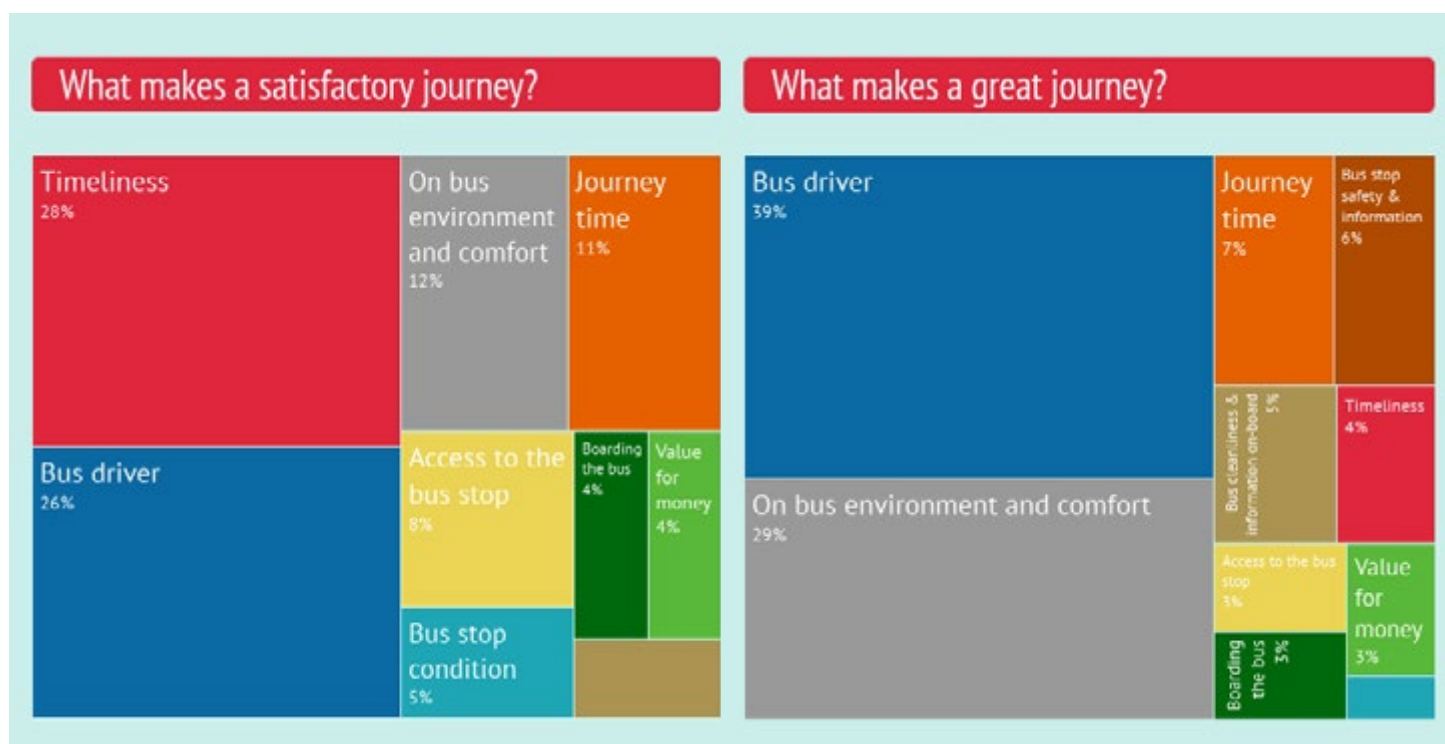 What makes a satisfactory journey?
Timeliness
28%
On bus
environment
and comfort
12%
Journey
time
11%
Bus driver
26%
Access to the
bus stop
8%
Boarding
the bus
4%
Value
for
money
4%
Bus stop
condition
5%
What makes a great journey?
Bus driver
39%
Journey
time
7%
Bus stop
safety &
information
6%
On bus environment and comfort
29%
Bus cleanliness &
information on-board
5%
Timeliness
4%
Access to the bus
stop
3%
Value
for
money
3%
Boarding
the bus
3%